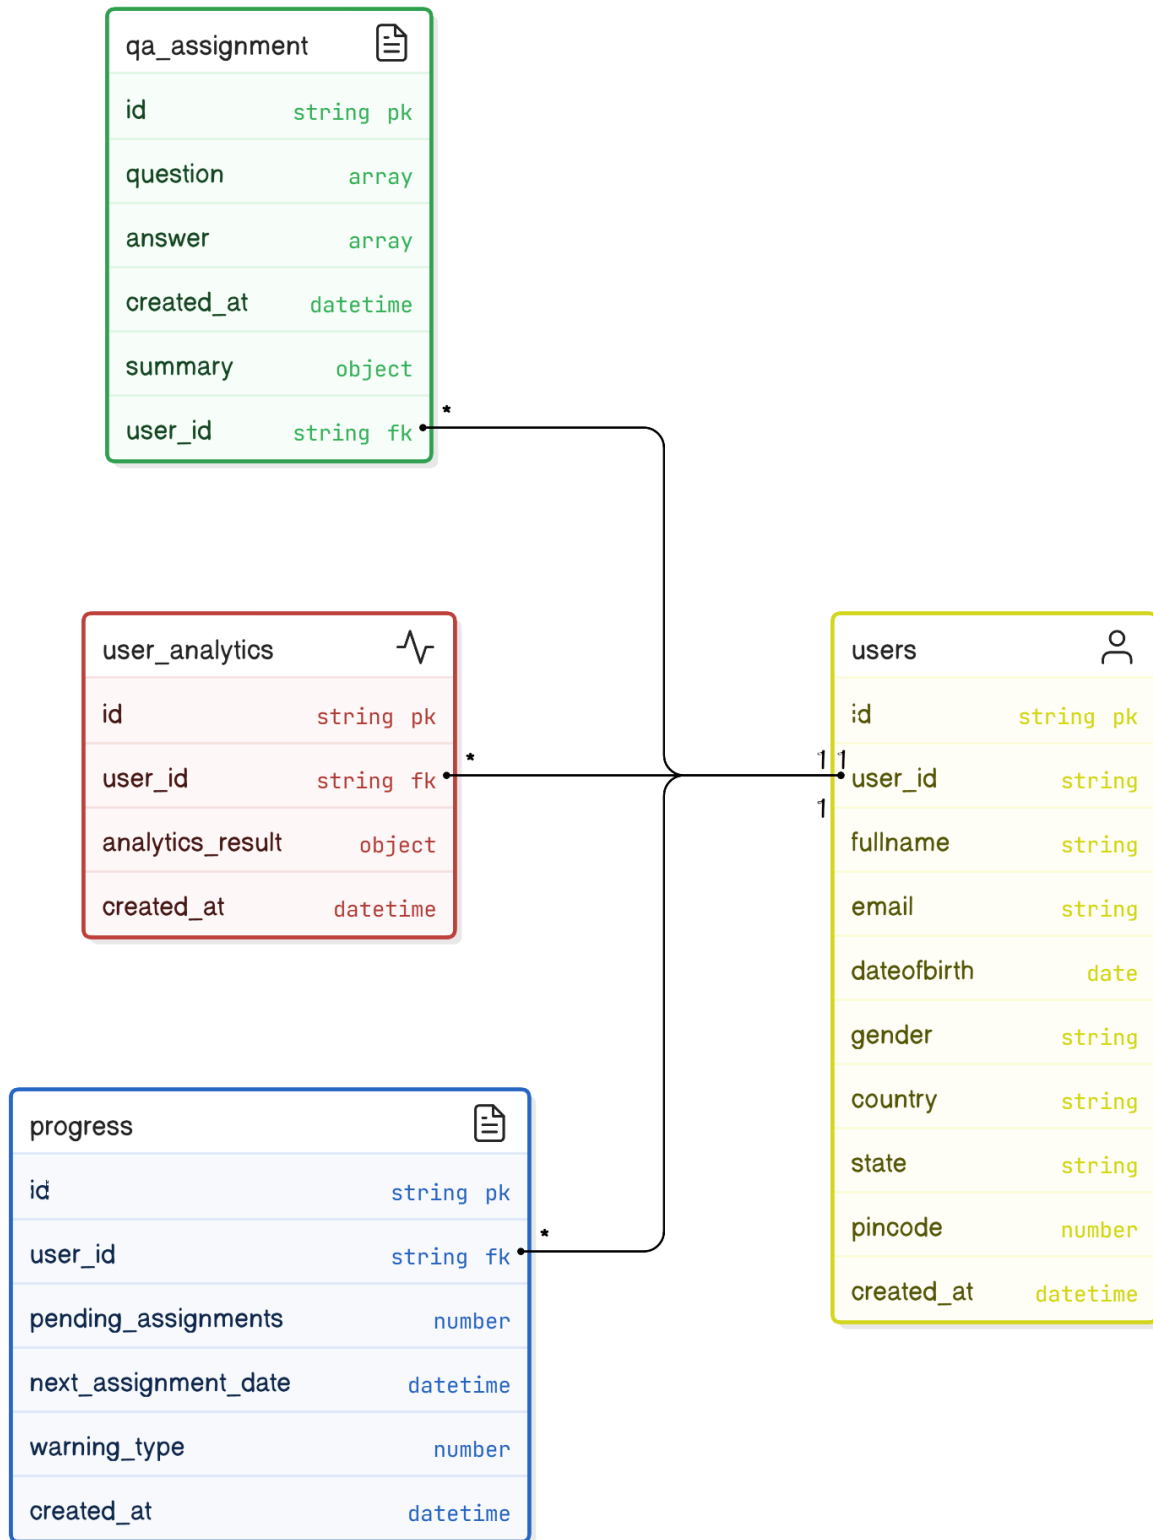 qa_assignment
id string pk
question array
answer array
created_at datetime
summary object
user_id string fk
*
user_analytics
id string pk
user_id string fk
*
analytics_result object
created_at datetime
progress
id string pk
user_id string fk
*
pending_assignments number
next_assignment_date datetime
warning_type number
created_at datetime
users
id string pk
1 1
user_id string
1
fullname string
email string
dateofbirth date
gender string
country string
state string
pincode number
created_at datetime